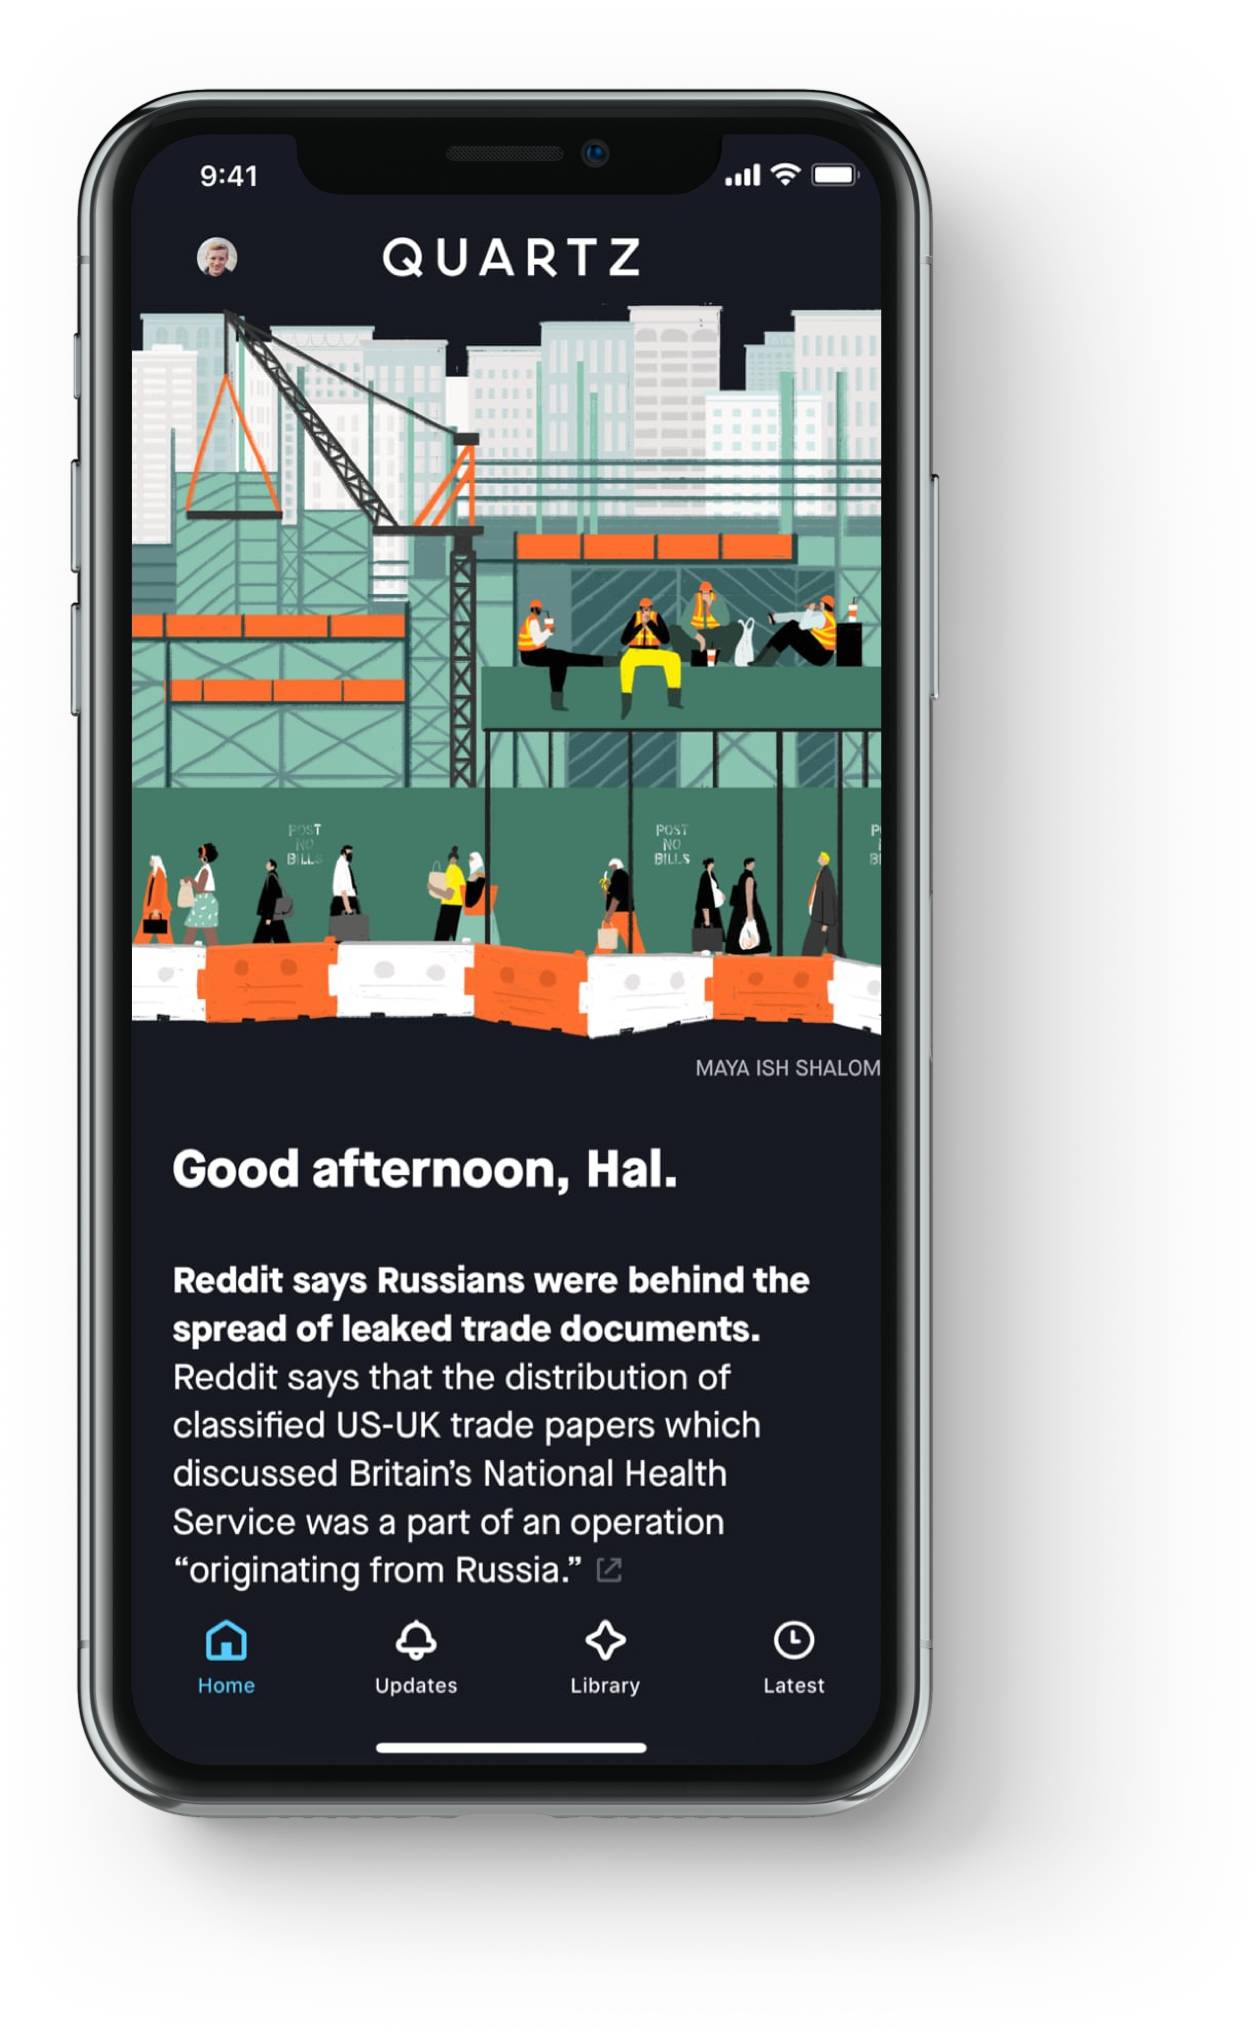 9:41
QUARTZ
POST
NO
BILLS
POST
NO
BILLS
MAYA ISH SHALOM
Good afternoon, Hal.
Reddit says Russians were behind the
spread of leaked trade documents.
Reddit says that the distribution of
classified US-UK trade papers which
discussed Britain’s National Health
Service was a part of an operation
“originating from Russia.”
Home
Updates
Library
Latest